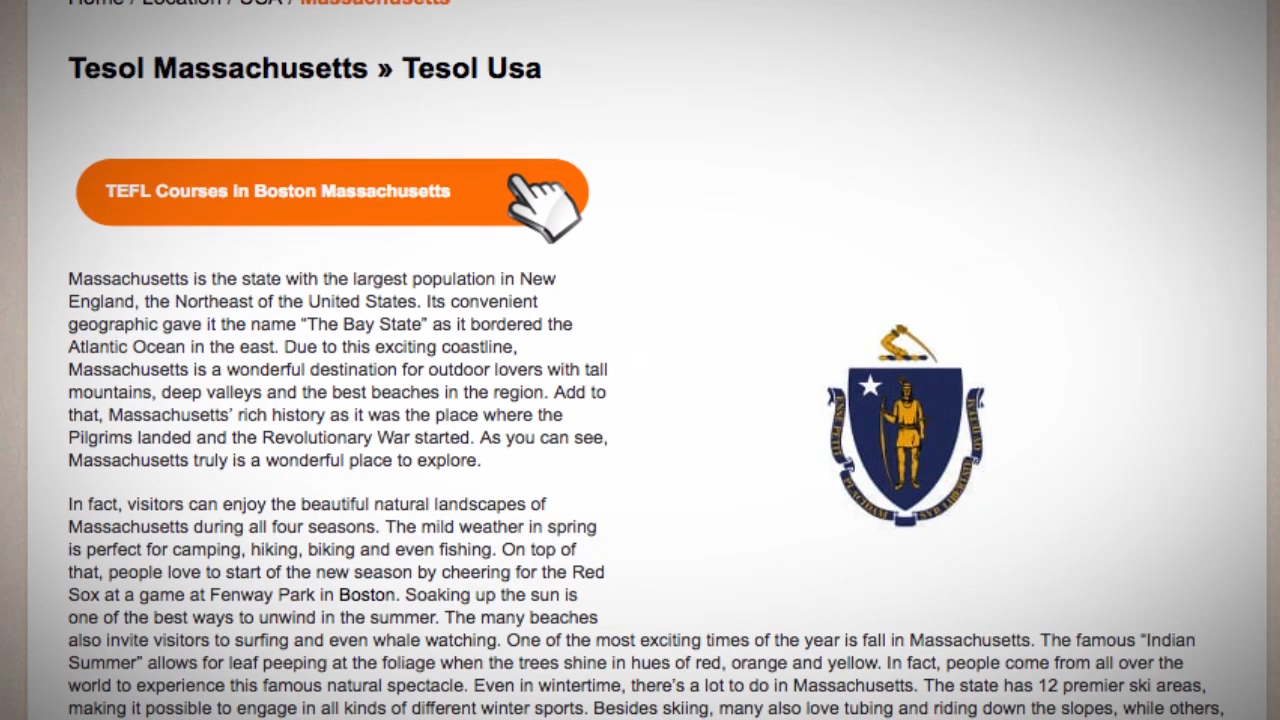 Home / Location / USA / Massachusetts
Tesol Massachusetts » Tesol Usa
TEFL Courses In Boston Massachusetts
Massachusetts is the state with the largest population in New
England, the Northeast of the United States. Its convenient
geographic gave it the name “The Bay State” as it bordered the
Atlantic Ocean in the east. Due to this exciting coastline,
Massachusetts is a wonderful destination for outdoor lovers with tall
mountains, deep valleys and the best beaches in the region. Add to
that, Massachusetts’ rich history as it was the place where the
Pilgrims landed and the Revolutionary War started. As you can see,
Massachusetts truly is a wonderful place to explore.
In fact, visitors can enjoy the beautiful natural landscapes of
Massachusetts during all four seasons. The mild weather in spring
is perfect for camping, hiking, biking and even fishing. On top of
that, people love to start of the new season by cheering for the Red
Sox at a game at Fenway Park in Boston. Soaking up the sun is
one of the best ways to unwind in the summer. The many beaches
also invite visitors to surfing and even whale watching. One of the most exciting times of the year is fall in Massachusetts. The famous “Indian
Summer” allows for leaf peeping at the foliage when the trees shine in hues of red, orange and yellow. In fact, people come from all over the
world to experience this famous natural spectacle. Even in wintertime, there’s a lot to do in Massachusetts. The state has 12 premier ski areas,
making it possible to engage in all kinds of different winter sports. Besides skiing, many also love tubing and riding down the slopes, while others,
ENSE PETIT
PLACIDAM
SVB LIBERTATE